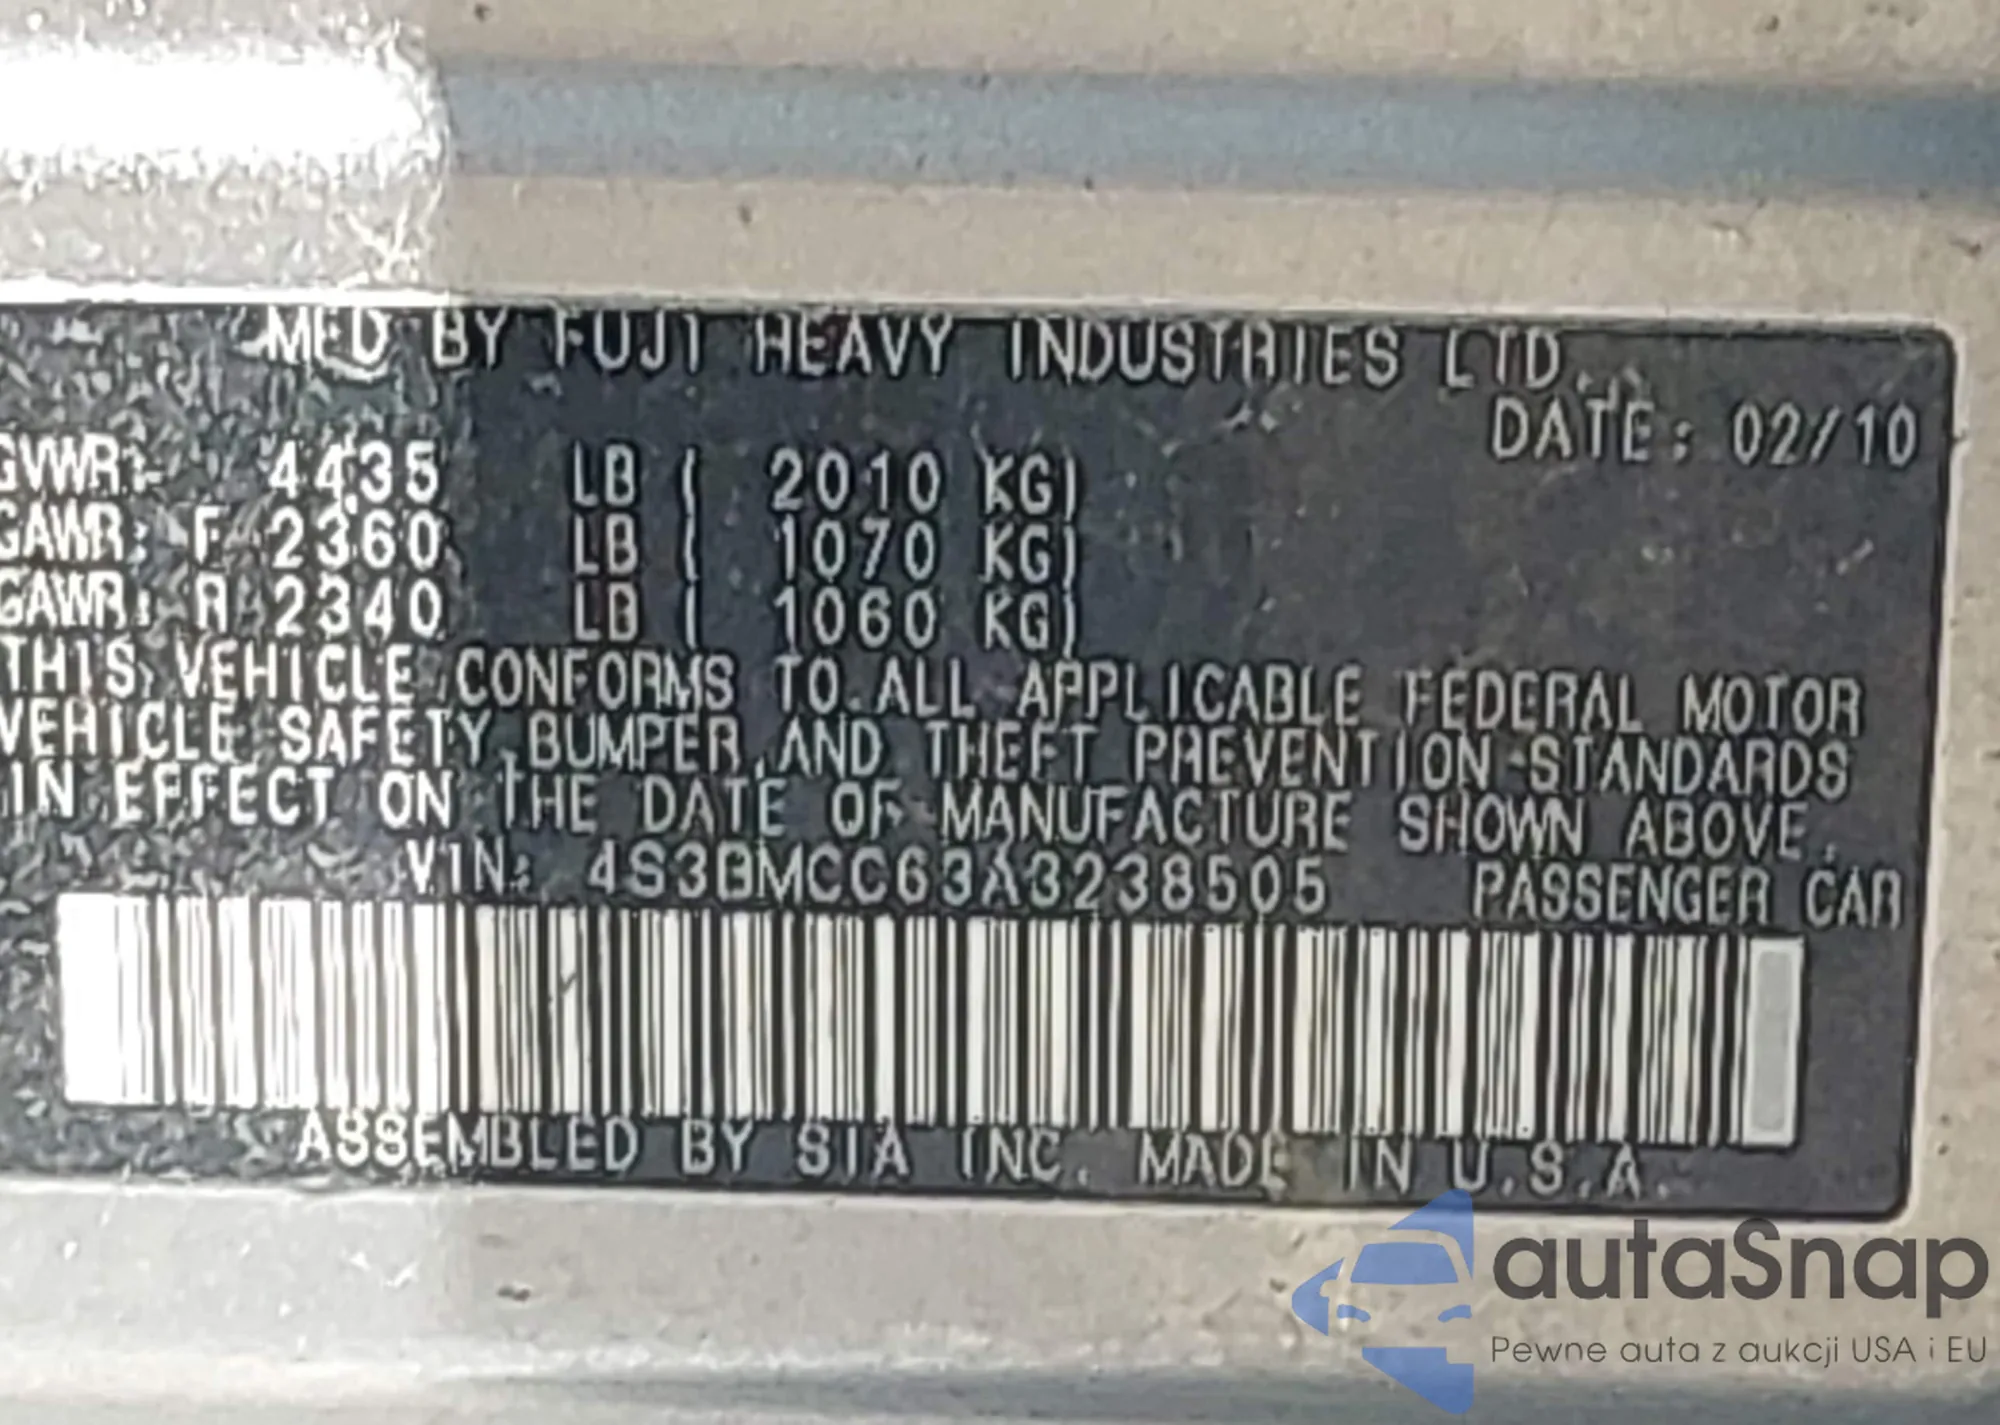 MFD BY FUJI HEAVY INDUSTRIES LTD.
DATE: 02/10
GVWR: 4435 LB ( 2010 KG)
GAWR: F 2360 LB ( 1070 KG)
GAWR: R 2340 LB ( 1060 KG)
THIS VEHICLE CONFORMS TO ALL APPLICABLE FEDERAL MOTOR
VEHICLE SAFETY, BUMPER, AND THEFT PREVENTION STANDARDS
IN EFFECT ON THE DATE OF MANUFACTURE SHOWN ABOVE.
VIN: 4S3BMCC63A3238505 PASSENGER CAR
ASSEMBLED BY SIA INC. MADE IN U.S.A.
autaSnap
Pewne auta z aukcji USA i EU